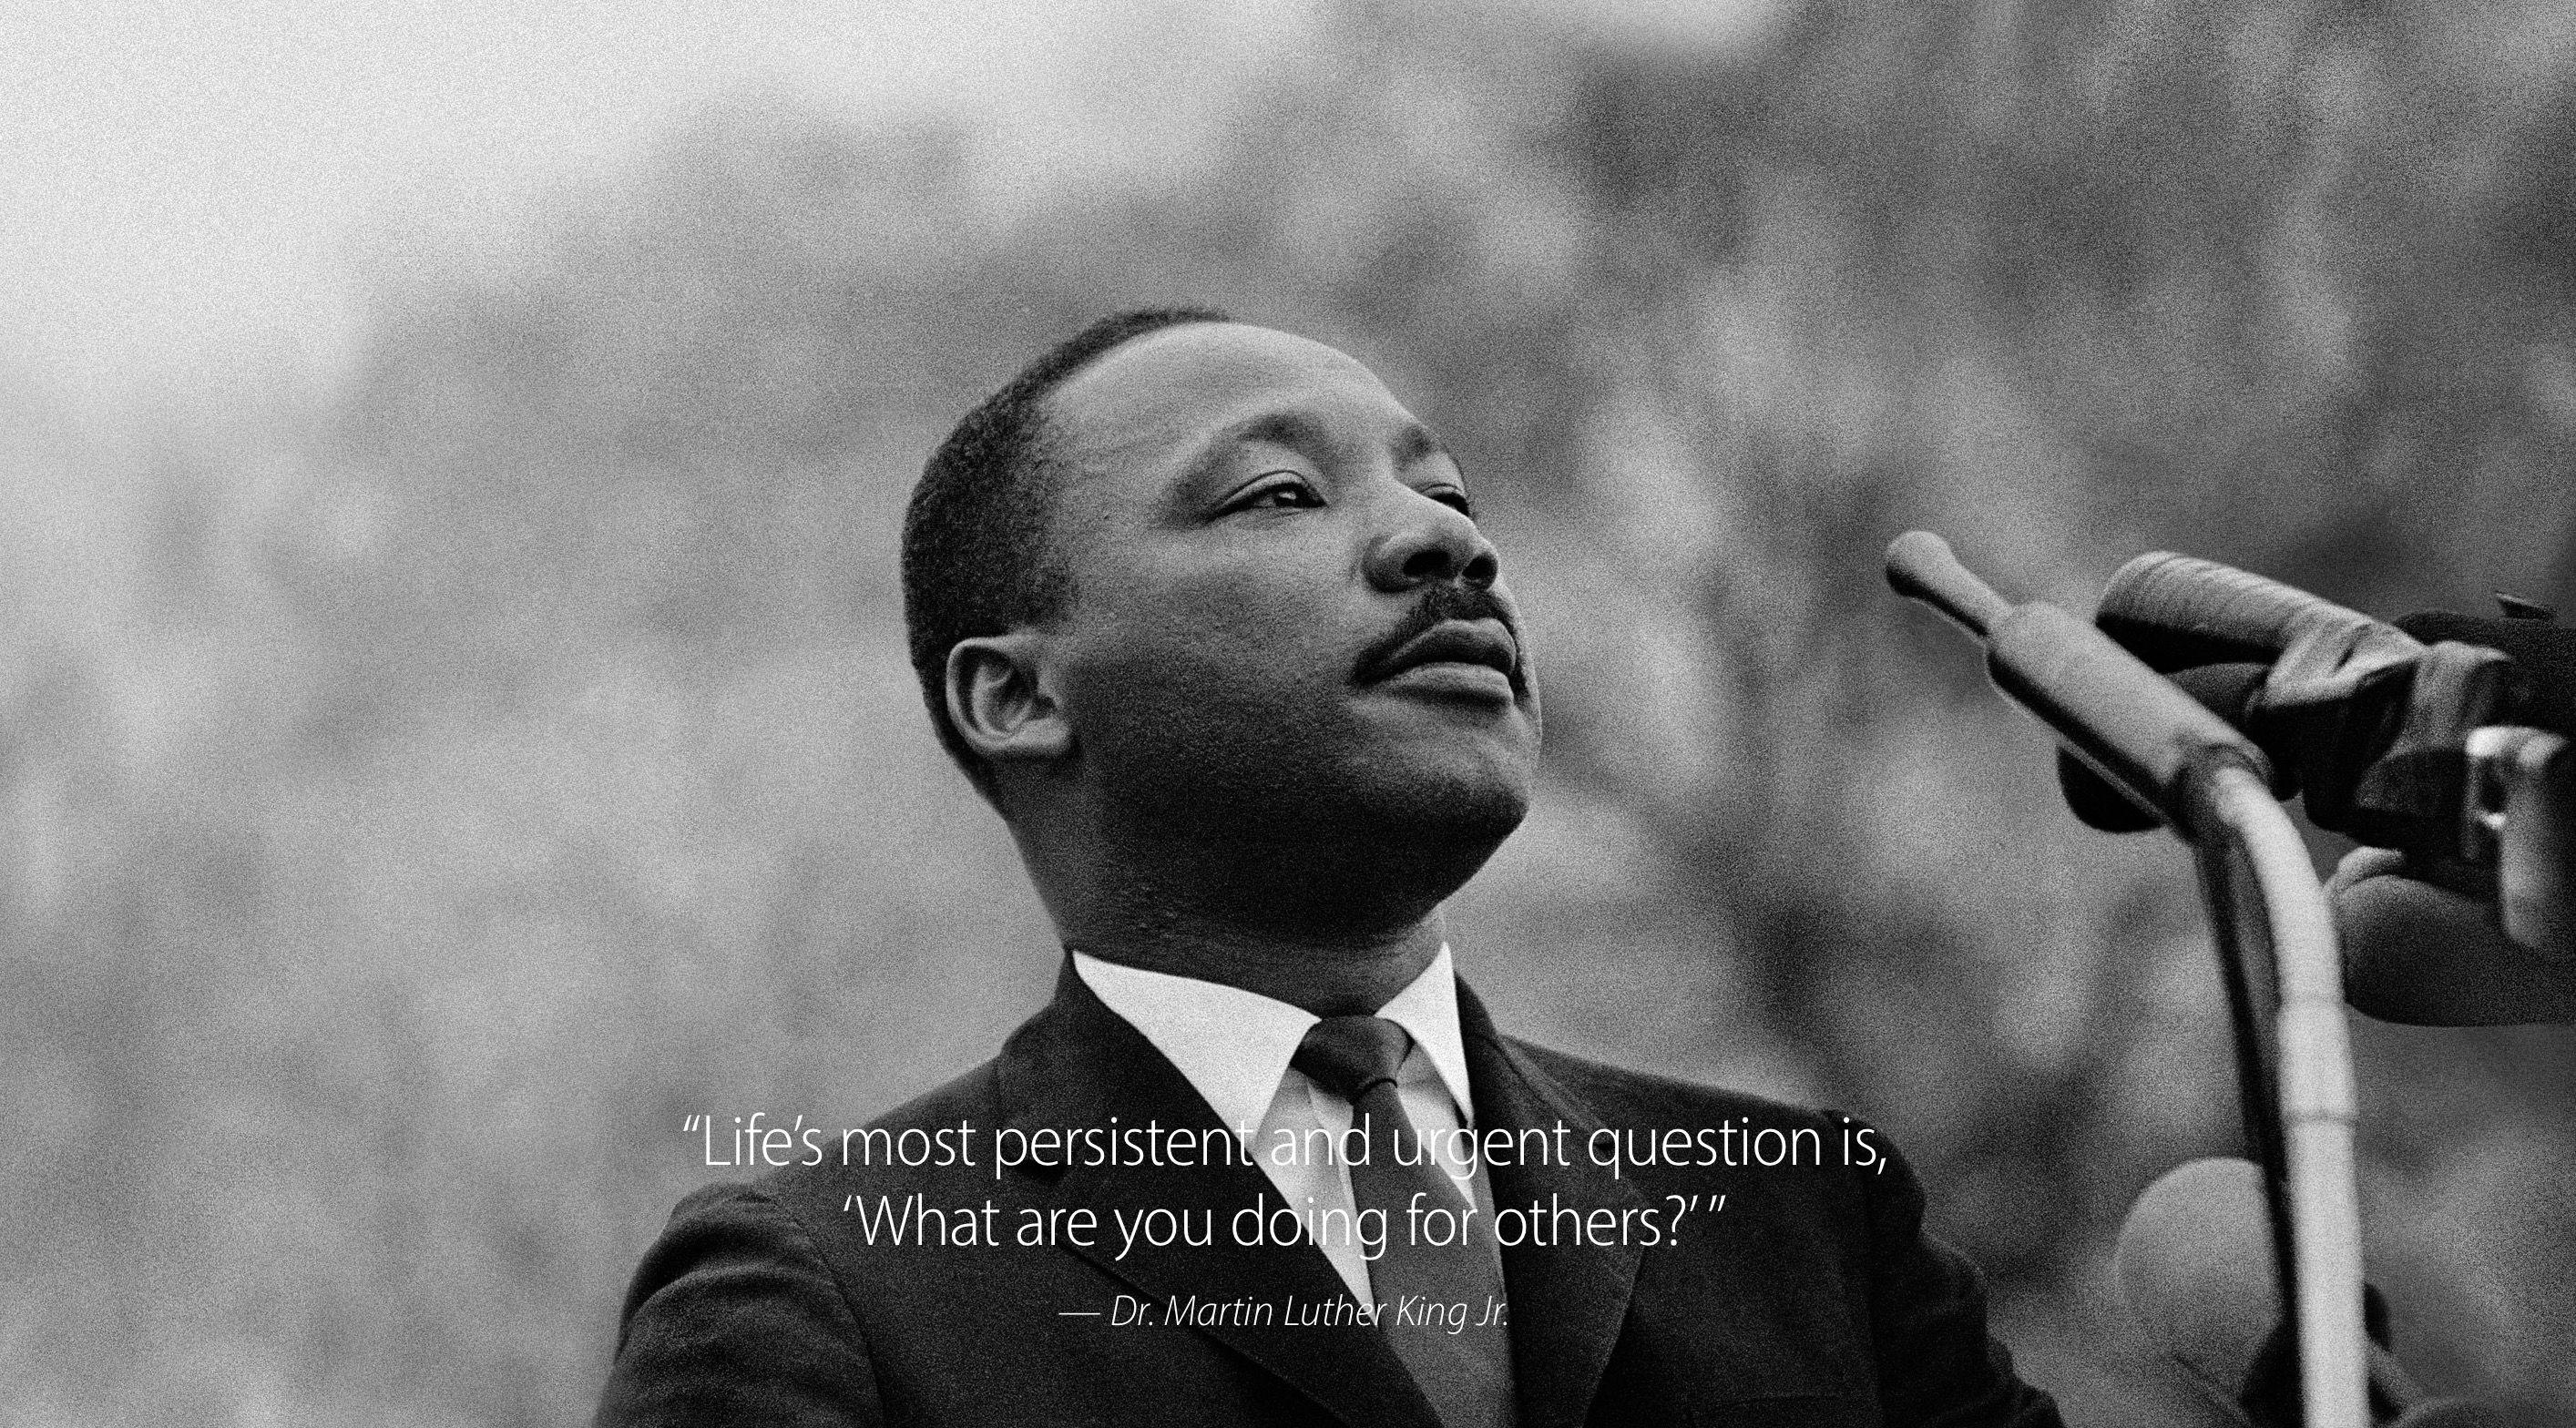 “Life’s most persistent and urgent question is,
‘What are you doing for others?’ ”
— Dr. Martin Luther King Jr.